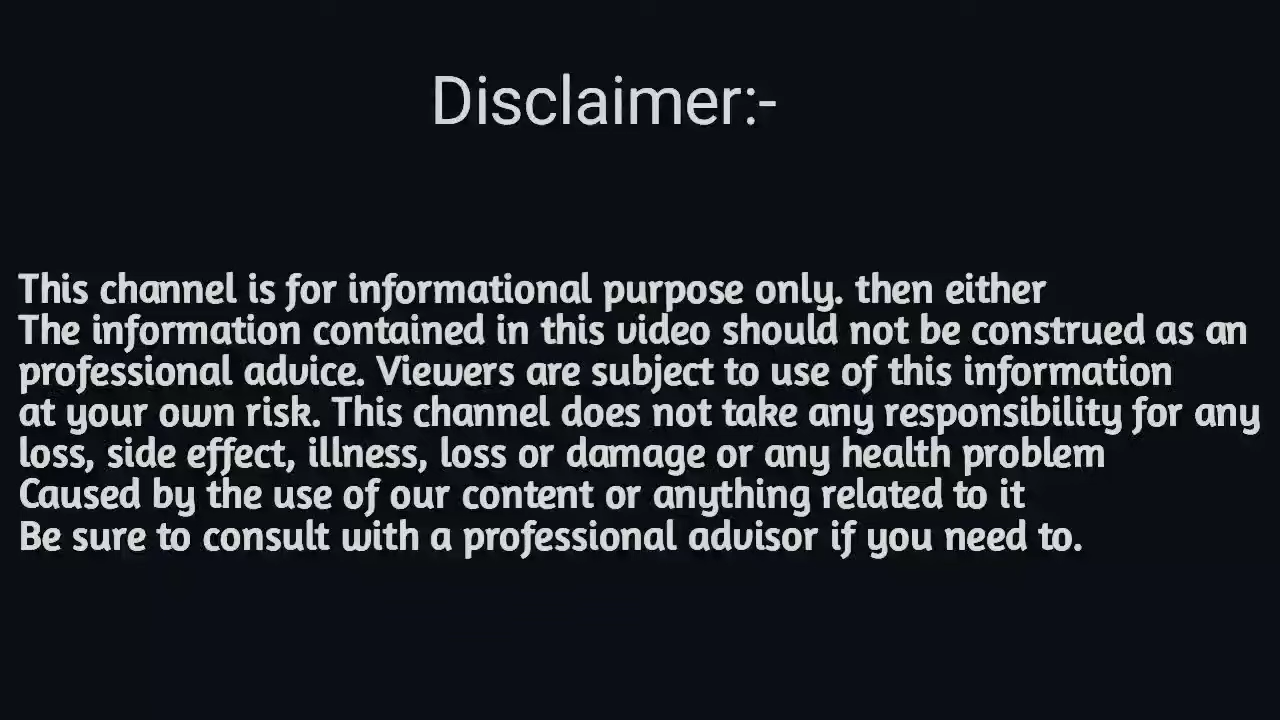 Disclaimer:-
This channel is for informational purpose only. then either
The information contained in this video should not be construed as an
professional advice. Viewers are subject to use of this information
at your own risk. This channel does not take any responsibility for any
loss, side effect, illness, loss or damage or any health problem
Caused by the use of our content or anything related to it
Be sure to consult with a professional advisor if you need to.